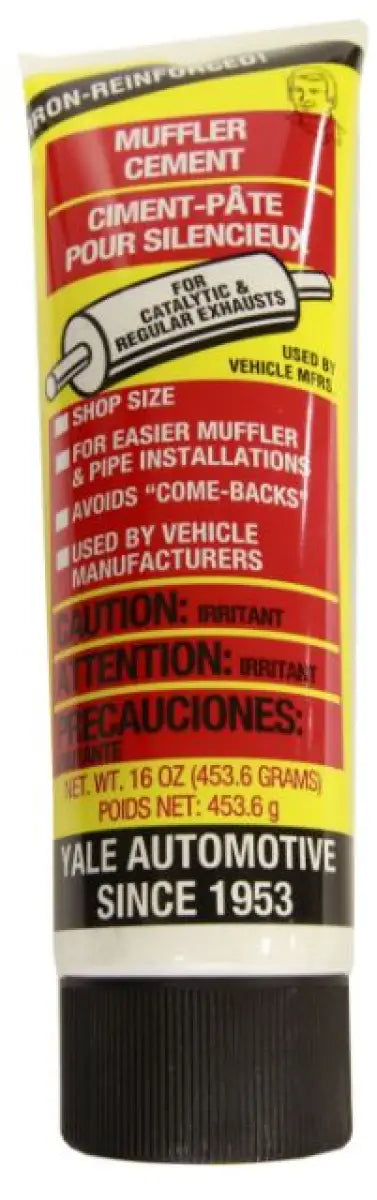 IRON-REINFORCED!
MUFFLER
CEMENT
CIMENT-PÂTE
POUR SILENCIEUX
FOR
CATALYTIC &
REGULAR EXHAUSTS
USED BY
VEHICLE MFRS
SHOP SIZE
FOR EASIER MUFFLER
& PIPE INSTALLATIONS
AVOIDS "COME-BACKS"
USED BY VEHICLE
MANUFACTURERS
CAUTION: IRRITANT
ATTENTION: IRRITANT
PRECAUCIONES:
NET. WT. 16 OZ (453.6 GRAMS)
POIDS NET: 453.6 g
YALE AUTOMOTIVE
SINCE 1953